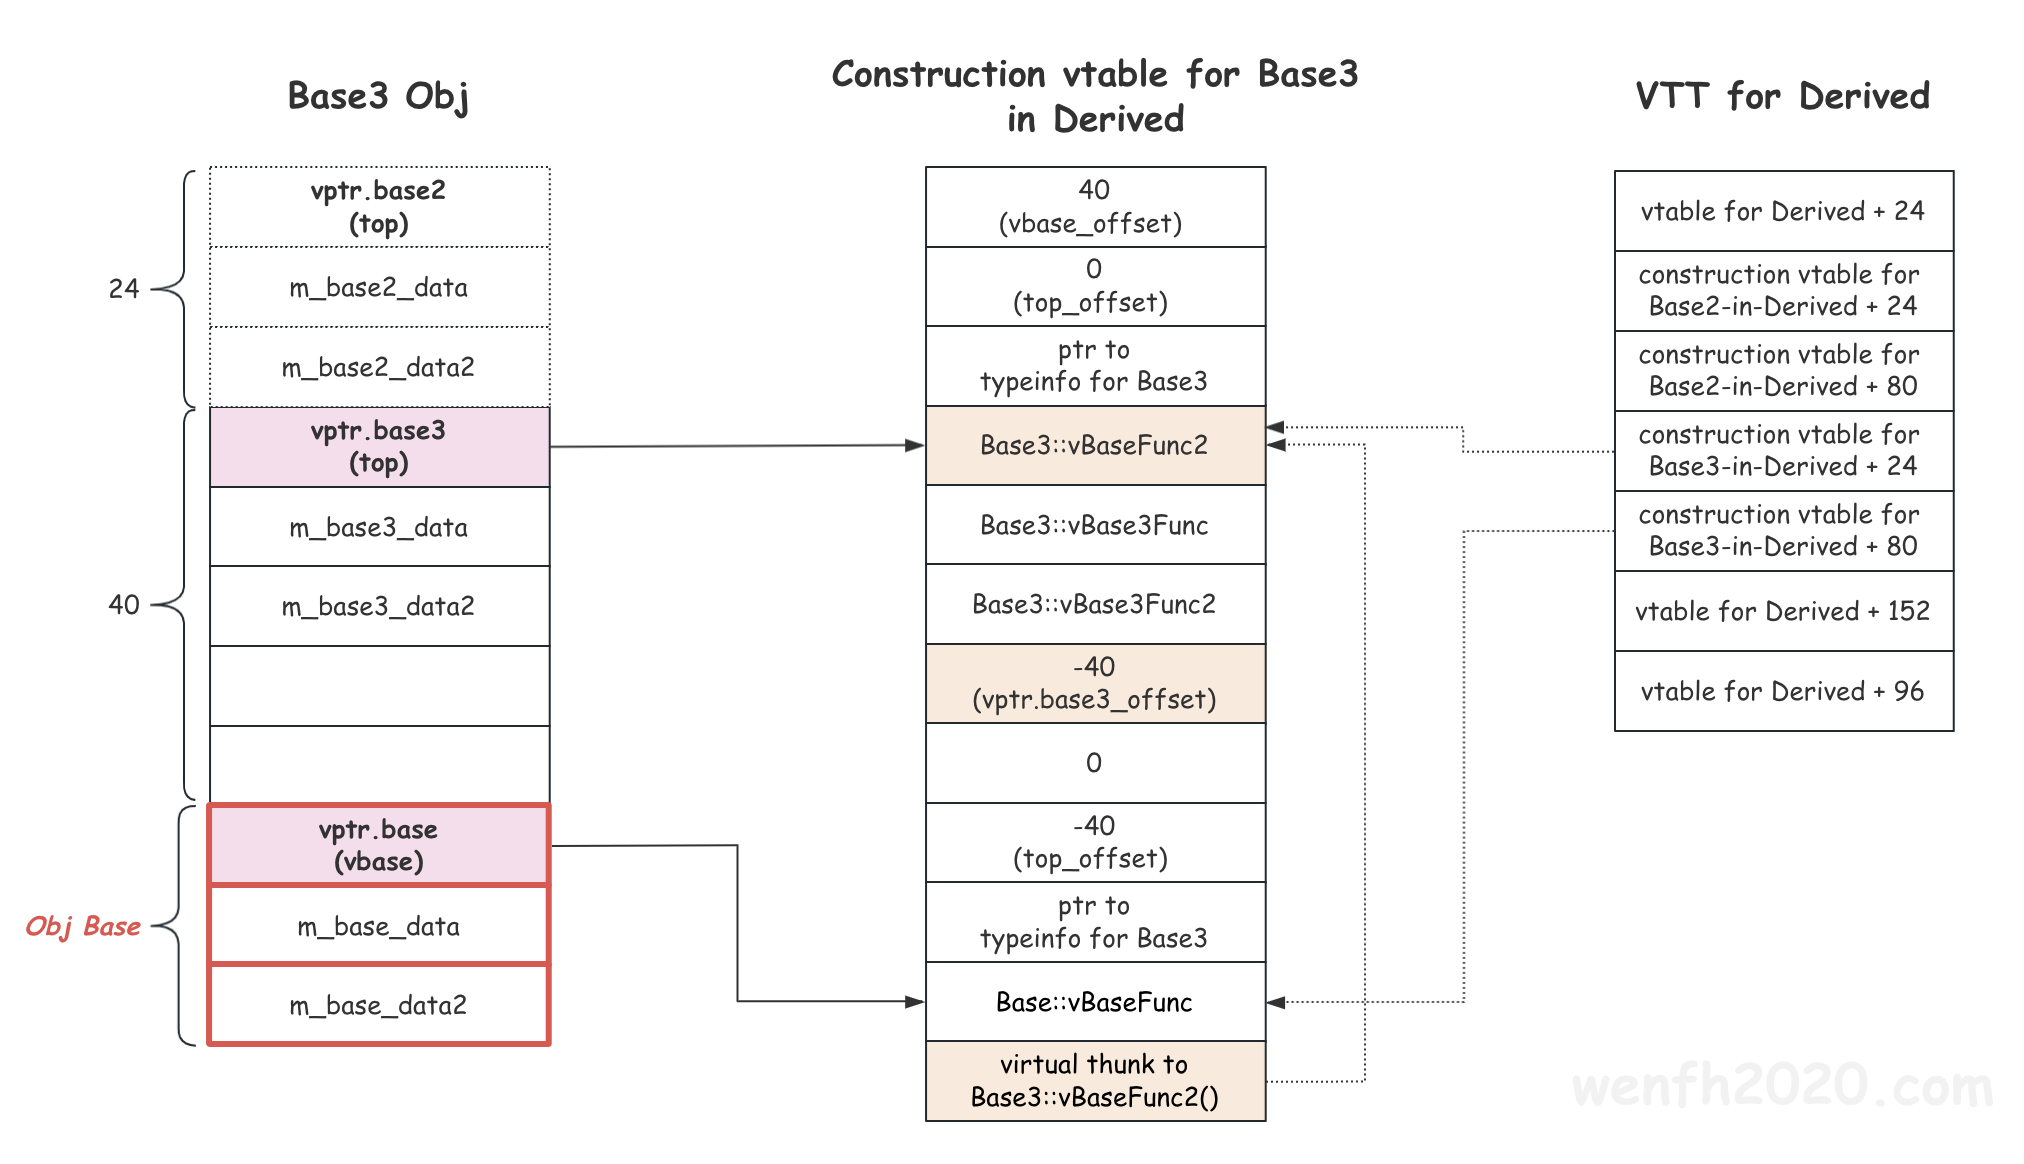 Base3 Obj
vptr.base2
(top)
m_base2_data
m_base2_data2
24
vptr.base3
(top)
m_base3_data
m_base3_data2
40
vptr.base
(vbase)
m_base_data
m_base_data2
Obj Base
Construction vtable for Base3
in Derived
40
(vbase_offset)
0
(top_offset)
ptr to
typeinfo for Base3
Base3::vBaseFunc2
Base3::vBase3Func
Base3::vBase3Func2
-40
(vptr.base3_offset)
0
-40
(top_offset)
ptr to
typeinfo for Base3
Base::vBaseFunc
virtual thunk to
Base3::vBaseFunc2()
VTT for Derived
vtable for Derived + 24
construction vtable for
Base2-in-Derived + 24
construction vtable for
Base2-in-Derived + 80
construction vtable for
Base3-in-Derived + 24
construction vtable for
Base3-in-Derived + 80
vtable for Derived + 152
vtable for Derived + 96
wenfh2020.com